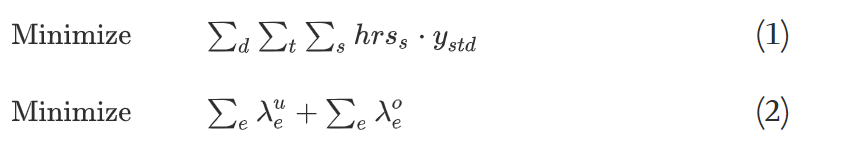 Minimize ∑_d ∑_t ∑_s hrs_s · y_std (1)
Minimize ∑_e λ_e^u + ∑_e λ_e^o (2)